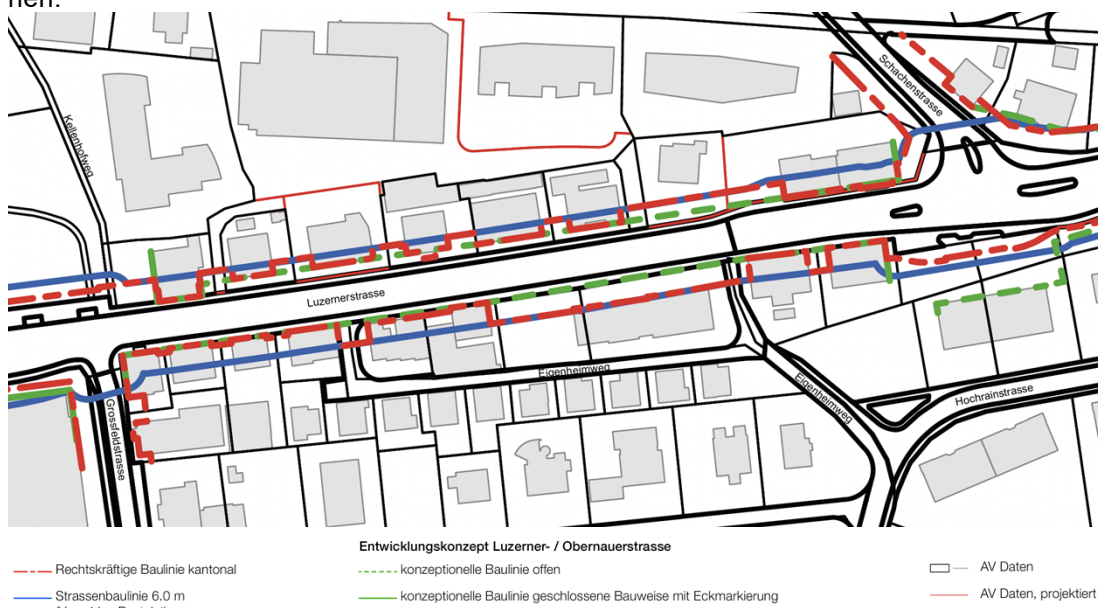 nen.
Schachenstrasse
Kellenhofweg
Luzernerstrasse
Eigenheimweg
Eigenheimweg
Hochrainstrasse
Grossfeldstrasse
Entwicklungskonzept Luzerner- / Obernauerstrasse
Rechtskräftige Baulinie kantonal
konzeptionelle Baulinie offen
AV Daten
Strassenbaulinie 6.0 m
konzeptionelle Baulinie geschlossene Bauweise mit Eckmarkierung
AV Daten, projektiert